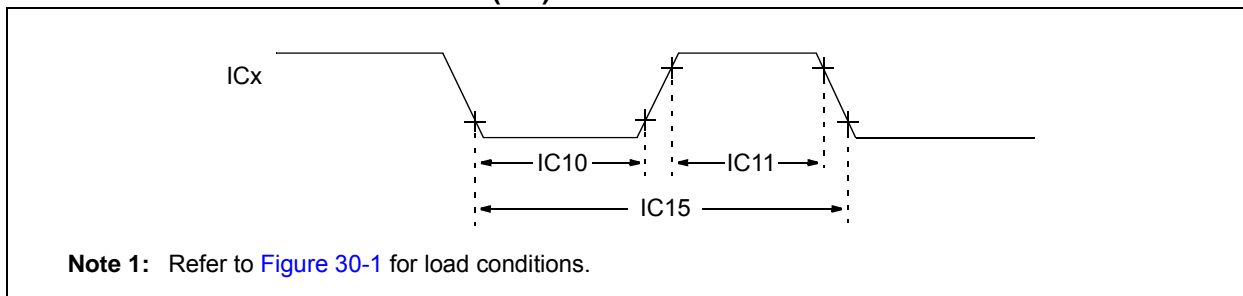 ICx
IC10
IC11
IC15
Note 1: Refer to Figure 30-1 for load conditions.